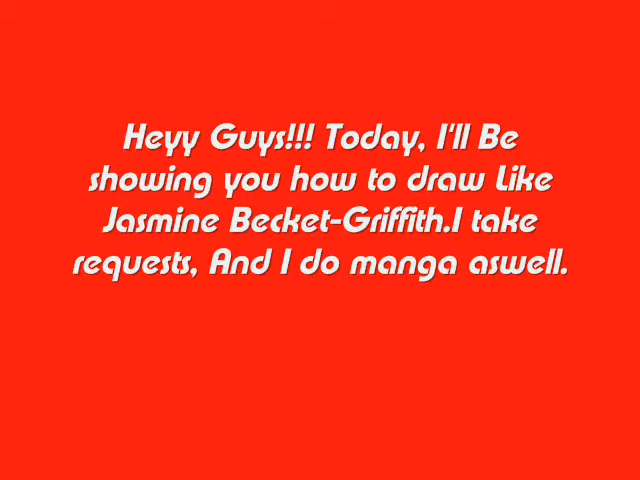 Heyy Guys!!! Today, I'll Be
showing you how to draw Like
Jasmine Becket-Griffith.I take
requests, And I do manga aswell.